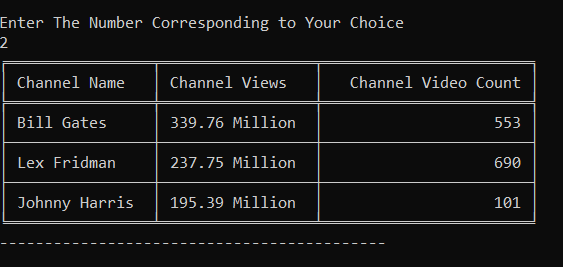 Enter The Number Corresponding to Your Choice
2
Channel Name Channel Views Channel Video Count
Bill Gates 339.76 Million 553
Lex Fridman 237.75 Million 690
Johnny Harris 195.39 Million 101
-------------------------------------------